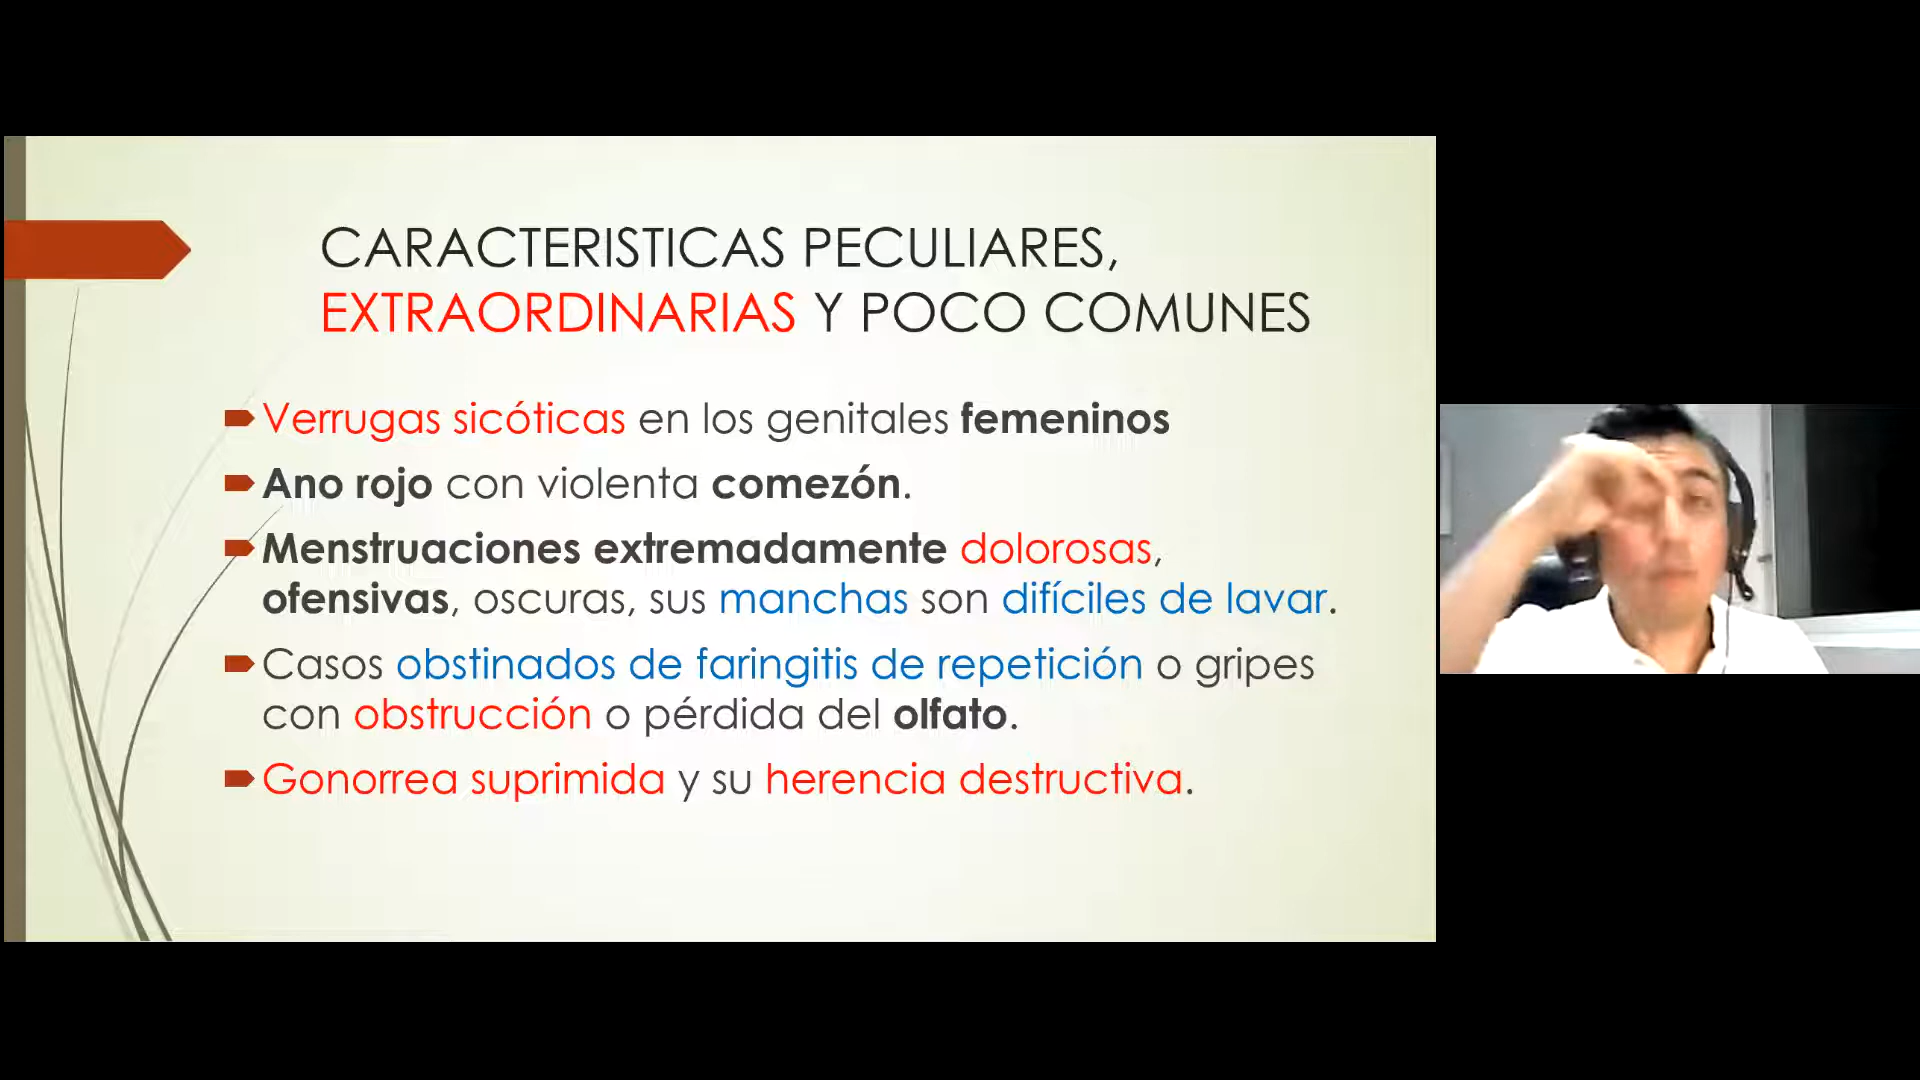 CARACTERISTICAS PECULIARES,
EXTRAORDINARIAS Y POCO COMUNES
Verrugas sicóticas en los genitales femeninos
Ano rojo con violenta comezón.
Menstruaciones extremadamente dolorosas,
ofensivas, oscuras, sus manchas son difíciles de lavar.
Casos obstinados de faringitis de repetición o gripes
con obstrucción o pérdida del olfato.
Gonorrea suprimida y su herencia destructiva.